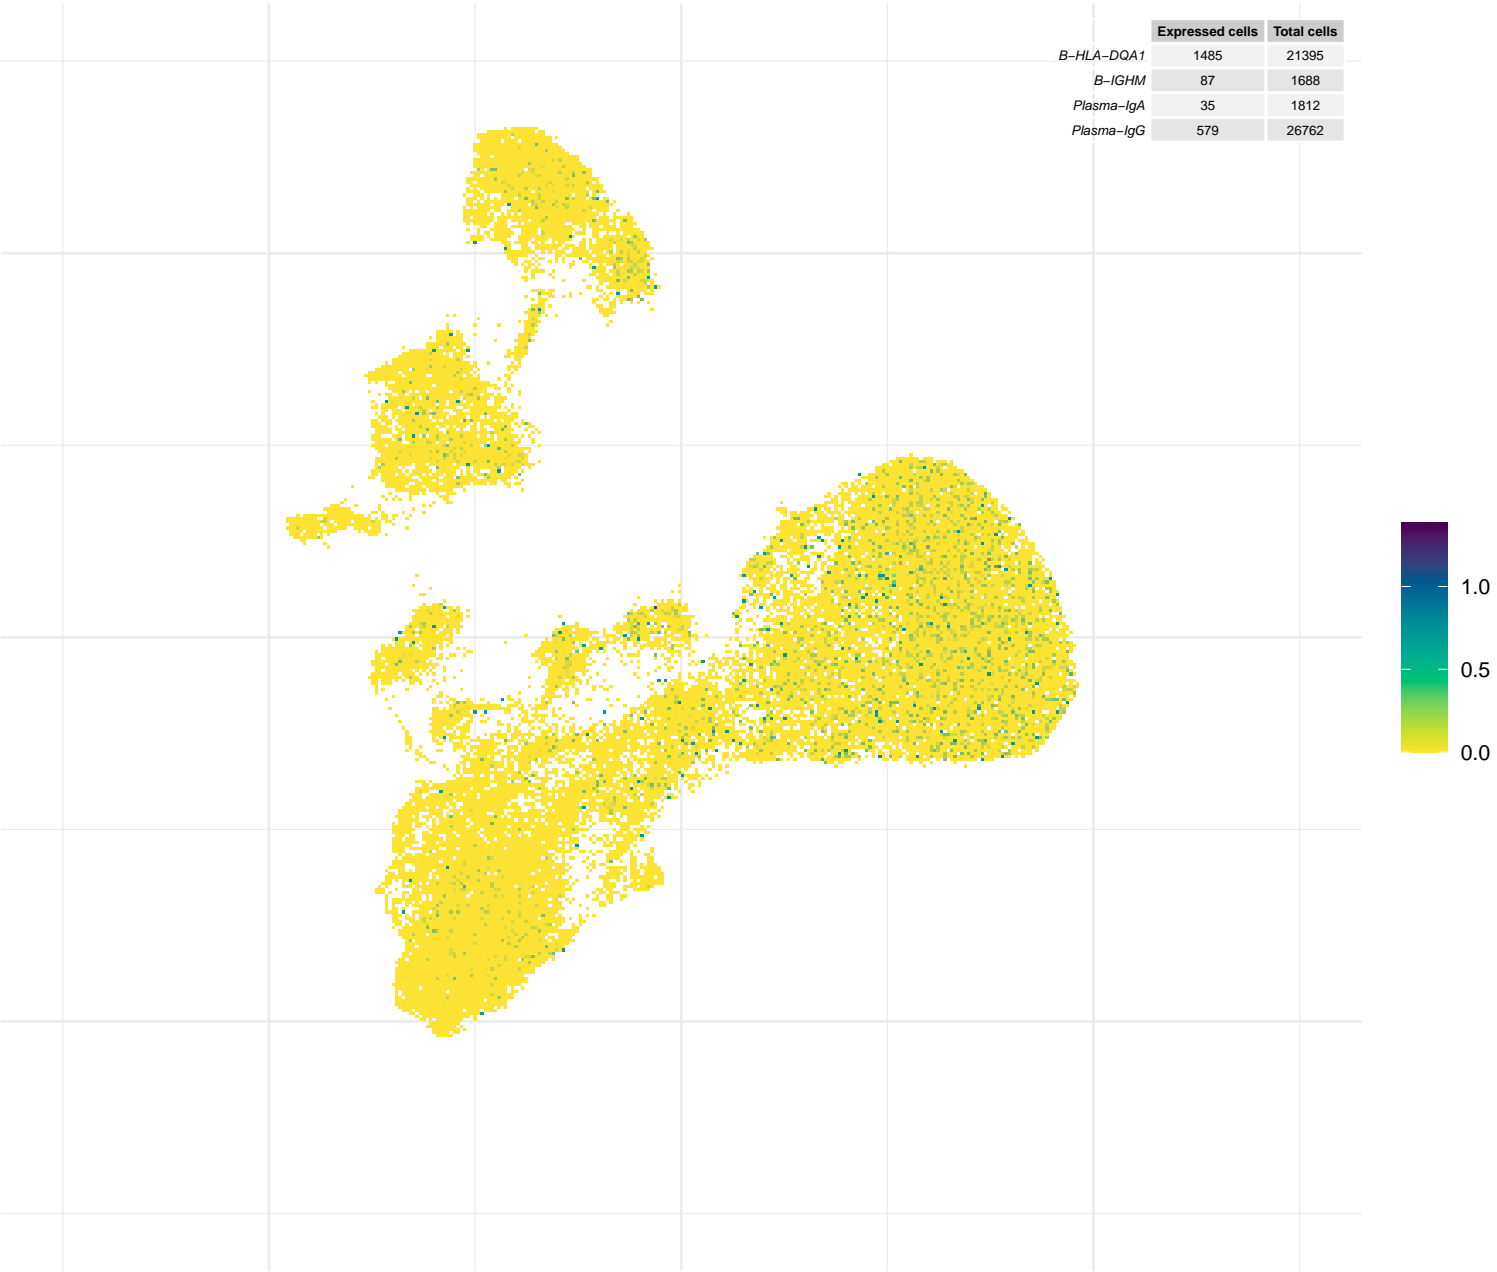 Expressed cells Total cells
B−HLA−DQA1 1485 21395
B−IGHM 87 1688
Plasma−IgA 35 1812
Plasma−IgG 579 26762
1.0
0.5
0.0